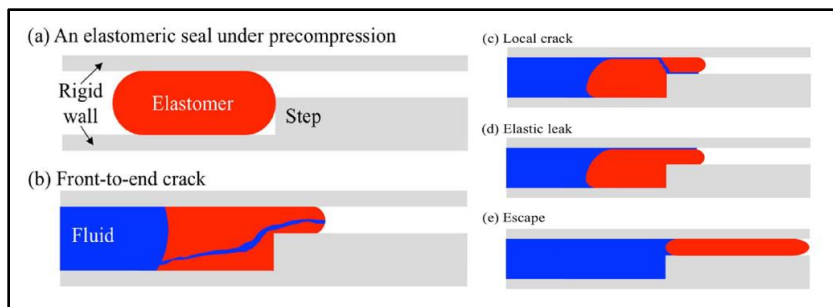 (a) An elastomeric seal under precompression
Rigid
wall
Elastomer
Step
(b) Front-to-end crack
Fluid
(c) Local crack
(d) Elastic leak
(e) Escape